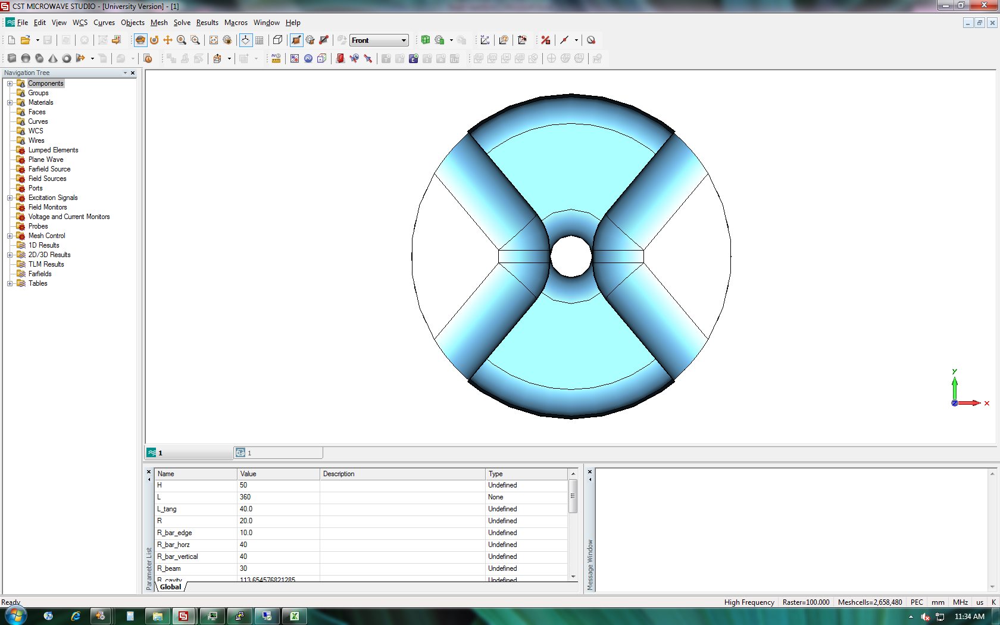 CST MICROWAVE STUDIO - [University Version] - [1]
File Edit View WCS Curves Objects Mesh Solve Results Macros Window Help
Front
Navigation Tree
Components
Groups
Materials
Faces
Curves
WCS
Wires
Lumped Elements
Plane Wave
Farfield Source
Field Sources
Ports
Excitation Signals
Field Monitors
Voltage and Current Monitors
Probes
Mesh Control
1D Results
2D/3D Results
TLM Results
Farfields
Tables
y
x
z
1
1
Name Value Description Type
H 50 Undefined
L 360 None
L_tang 40.0 Undefined
R 20.0 Undefined
R_bar_edge 10.0 Undefined
R_bar_horz 40 Undefined
R_bar_vertical 40 Undefined
R_beam 30 Undefined
R_cavity 113.654576821285 Undefined
Global
Parameter List
Message Window
Ready
High Frequency Raster=100.000 Meshcells=2,658,480 PEC mm MHz us K
11:34 AM